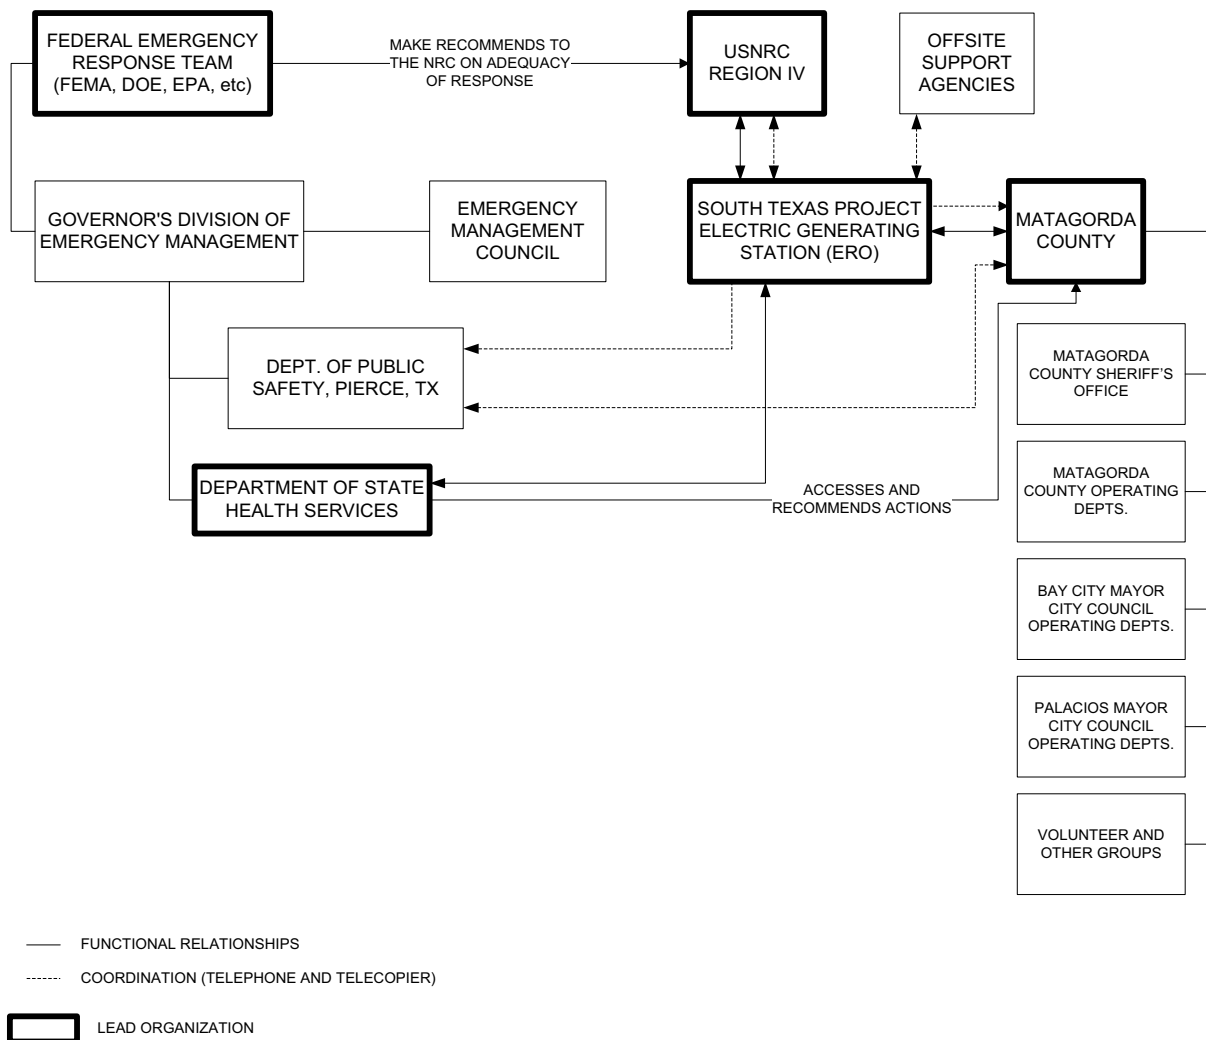 FEDERAL EMERGENCY
RESPONSE TEAM
(FEMA, DOE, EPA, etc)
MAKE RECOMMENDS TO
THE NRC ON ADEQUACY
OF RESPONSE
USNRC
REGION IV
OFFSITE
SUPPORT
AGENCIES
GOVERNOR'S DIVISION OF
EMERGENCY MANAGEMENT
EMERGENCY
MANAGEMENT
COUNCIL
SOUTH TEXAS PROJECT
ELECTRIC GENERATING
STATION (ERO)
MATAGORDA
COUNTY
DEPT. OF PUBLIC
SAFETY, PIERCE, TX
MATAGORDA
COUNTY SHERIFF'S
OFFICE
DEPARTMENT OF STATE
HEALTH SERVICES
ACCESSES AND
RECOMMENDS ACTIONS
MATAGORDA
COUNTY OPERATING
DEPTS.
BAY CITY MAYOR
CITY COUNCIL
OPERATING DEPTS.
PALACIOS MAYOR
CITY COUNCIL
OPERATING DEPTS.
VOLUNTEER AND
OTHER GROUPS
FUNCTIONAL RELATIONSHIPS
COORDINATION (TELEPHONE AND TELECOPIER)
LEAD ORGANIZATION